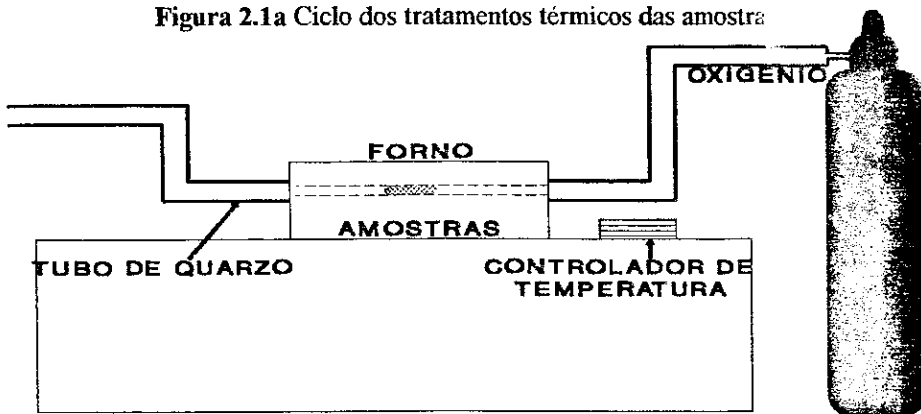 Figura 2.1a Ciclo dos tratamentos térmicos das amostra
OXIGENIO
FORNO
AMOSTRAS
TUBO DE QUARZO
CONTROLADOR DE
TEMPERATURA